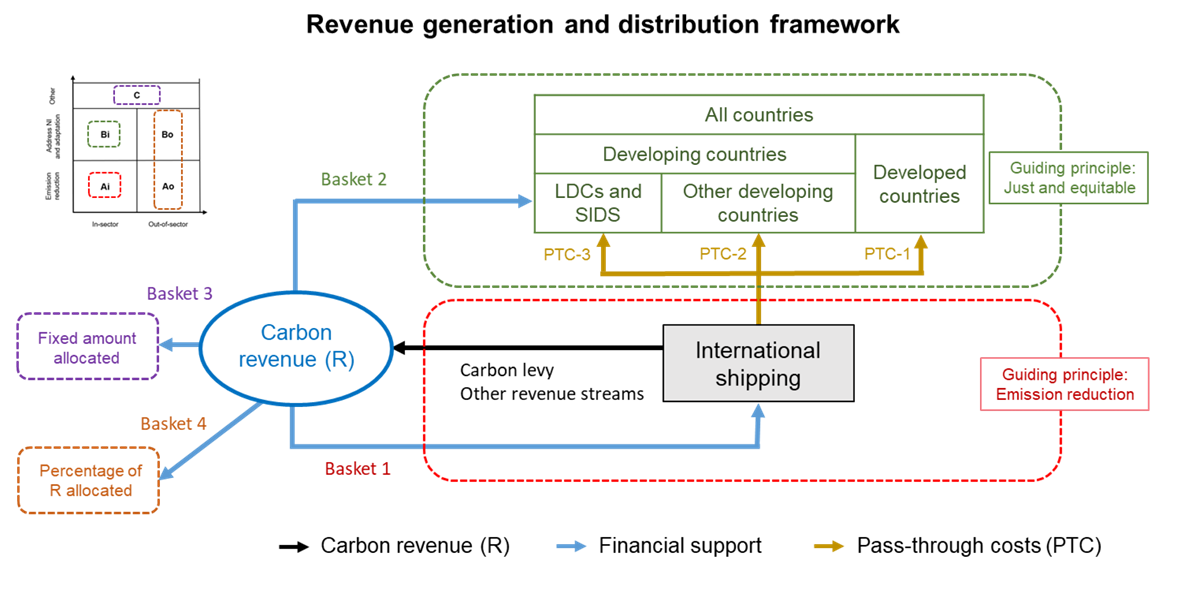 Revenue generation and distribution framework
Other
C
Address NI
and adaptation
Bi
Bo
Emission
reduction
Ai
Ao
In-sector
Out-of-sector
All countries
Developing countries
Developed
countries
LDCs and
SIDS
Other developing
countries
Guiding principle:
Just and equitable
Basket 2
PTC-3
PTC-2
PTC-1
Basket 3
Fixed amount
allocated
Carbon
revenue (R)
International
shipping
Carbon levy
Other revenue streams
Guiding principle:
Emission reduction
Basket 4
Percentage of
R allocated
Basket 1
Carbon revenue (R)
Financial support
Pass-through costs (PTC)